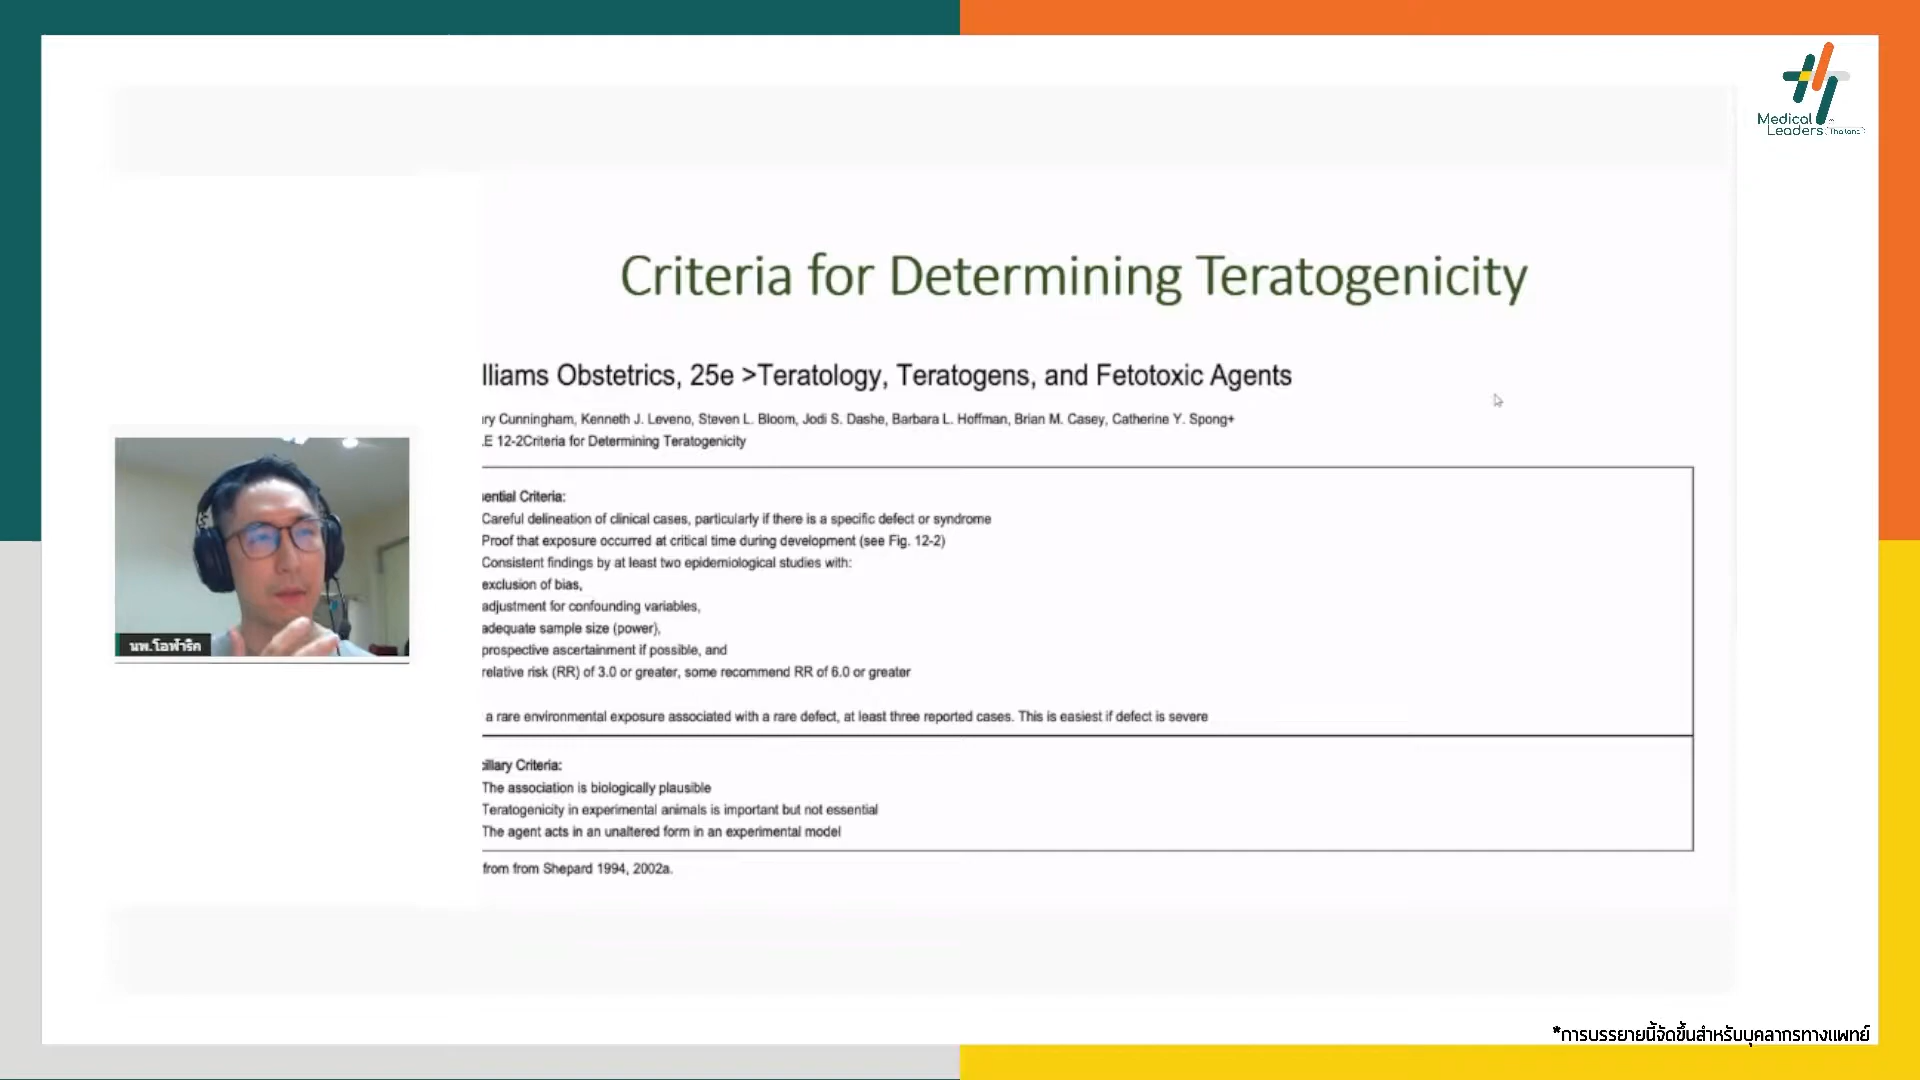 Medical
Leaders (Thailand)
Criteria for Determining Teratogenicity
lliams Obstetrics, 25e >Teratology, Teratogens, and Fetotoxic Agents
ry Cunningham, Kenneth J. Leveno, Steven L. Bloom, Jodi S. Dashe, Barbara L. Hoffman, Brian M. Casey, Catherine Y. Spong+
.E 12-2Criteria for Determining Teratogenicity
sential Criteria:
Careful delineation of clinical cases, particularly if there is a specific defect or syndrome
Proof that exposure occurred at critical time during development (see Fig. 12-2)
Consistent findings by at least two epidemiological studies with:
exclusion of bias,
adjustment for confounding variables,
adequate sample size (power),
prospective ascertainment if possible, and
relative risk (RR) of 3.0 or greater, some recommend RR of 6.0 or greater
a rare environmental exposure associated with a rare defect, at least three reported cases. This is easiest if defect is severe
cillary Criteria:
The association is biologically plausible
Teratogenicity in experimental animals is important but not essential
The agent acts in an unaltered form in an experimental model
from from Shepard 1994, 2002a.
นพ.โอฬาริก
*การบรรยายนี้จัดขึ้นสำหรับบุคลากรทางแพทย์